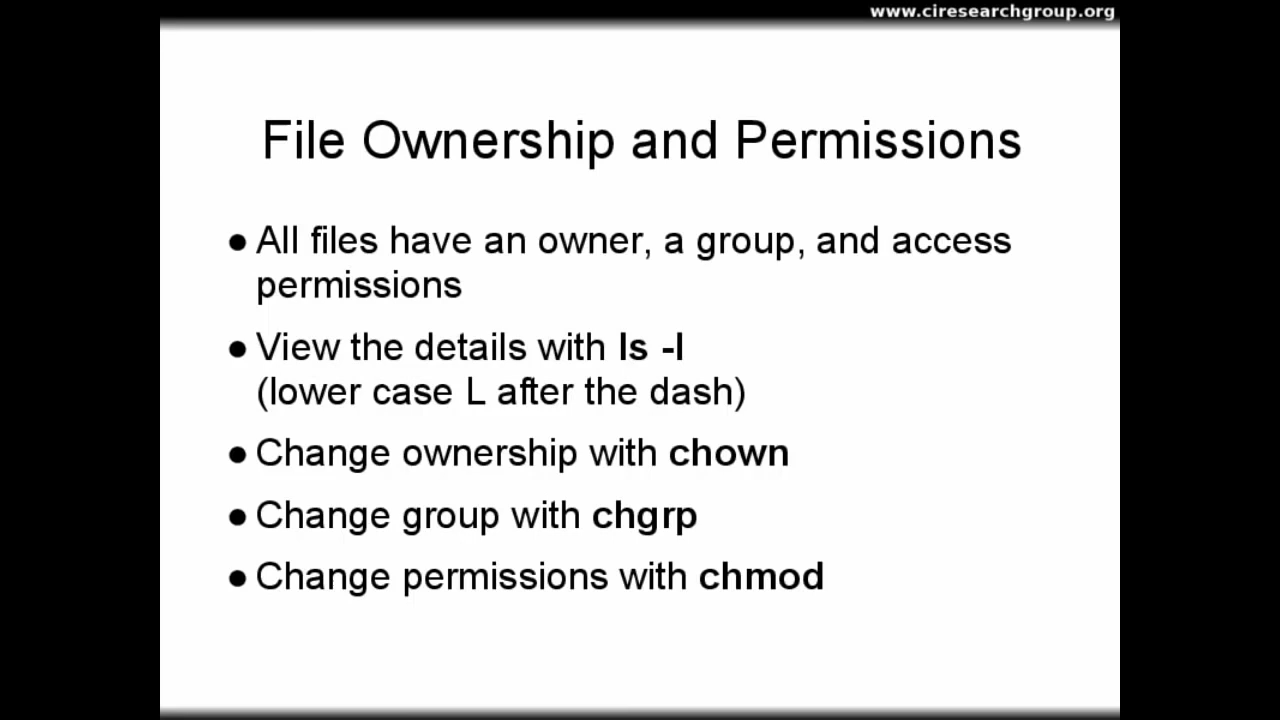 www.ciresearchgroup.org
File Ownership and Permissions
● All files have an owner, a group, and access
permissions
● View the details with ls -l
(lower case L after the dash)
● Change ownership with chown
● Change group with chgrp
● Change permissions with chmod